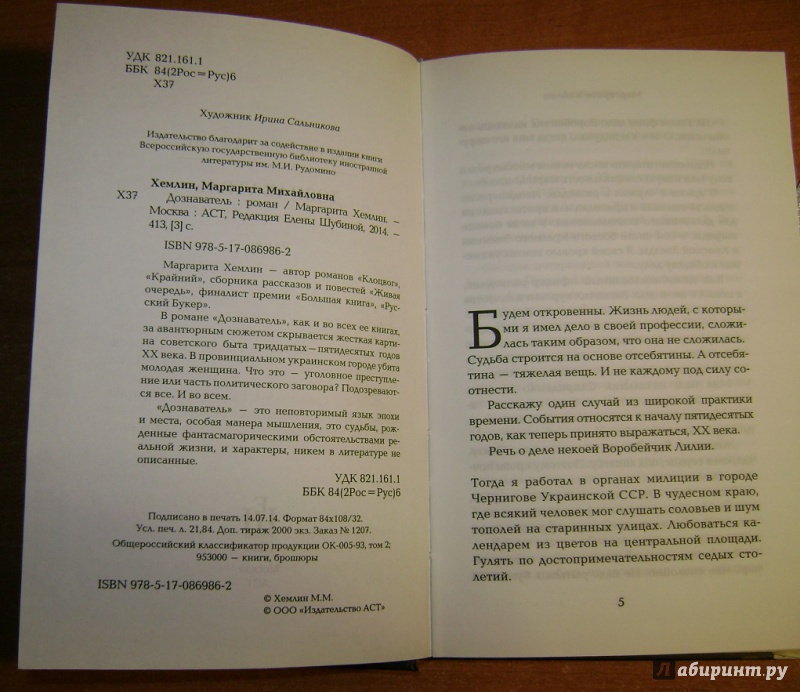 УДК 821.161.1
ББК 84(2Рос=Рус)6
Х37
Художник Ирина Сальникова
Издательство благодарит за содействие в издании книги
Всероссийскую государственную библиотеку иностранной
литературы им. М.И. Рудомино
Хемлин, Маргарита Михайловна
Х37 Дознаватель : роман / Маргарита Хемлин. –
Москва : АСТ, Редакция Елены Шубиной, 2014. –
413, [3] с.
ISBN 978-5-17-086986-2
Маргарита Хемлин — автор романов «Клоцвог»,
«Крайний», сборника рассказов и повестей «Живая
очередь», финалист премии «Большая книга», «Рус-
ский Букер».
В романе «Дознаватель», как и во всех ее книгах,
за авантюрным сюжетом скрывается жесткая карти-
на советского быта тридцатых—пятидесятых годов
XX века. В провинциальном украинском городе убита
молодая женщина. Что это — уголовное преступле-
ние или часть политического заговора? Подозревают-
ся все. И во всем.
«Дознаватель» — это неповторимый язык эпохи
и места, особая манера мышления, это судьбы, рож-
денные фантасмагорическими обстоятельствами ре-
альной жизни, и характеры, никем в литературе не
описанные.
УДК 821.161.1
ББК 84(2Рос=Рус)6
Подписано в печать 14.07.14. Формат 84х108/32.
Усл. печ. л. 21,84. Доп. тираж 2000 экз. Заказ № 1207.
Общероссийский классификатор продукции ОК-005-93, том 2;
953000 — книги, брошюры
ISBN 978-5-17-086986-2
© Хемлин М.М.
© ООО «Издательство АСТ»
Будем откровенны. Жизнь людей, с которы-
ми я имел дело в своей профессии, сложи-
лась таким образом, что она не сложилась.
Судьба строится на основе отсебятины. А отсебя-
тина — тяжелая вещь. И не каждому под силу со-
отнести.
Расскажу один случай из широкой практики
времени. События относятся к началу пятидесятых
годов, как теперь принято выражаться, XX века.
Речь о деле некоей Воробейчик Лилии.
Тогда я работал в органах милиции в городе
Чернигове Украинской ССР. В чудесном краю,
где всякий человек мог слушать соловьев и шум
тополей на старинных улицах. Любоваться ка-
лендарем из цветов на центральной площади.
Гулять по достопримечательностям седых сто-
летий.
5
Лабиринт.ру